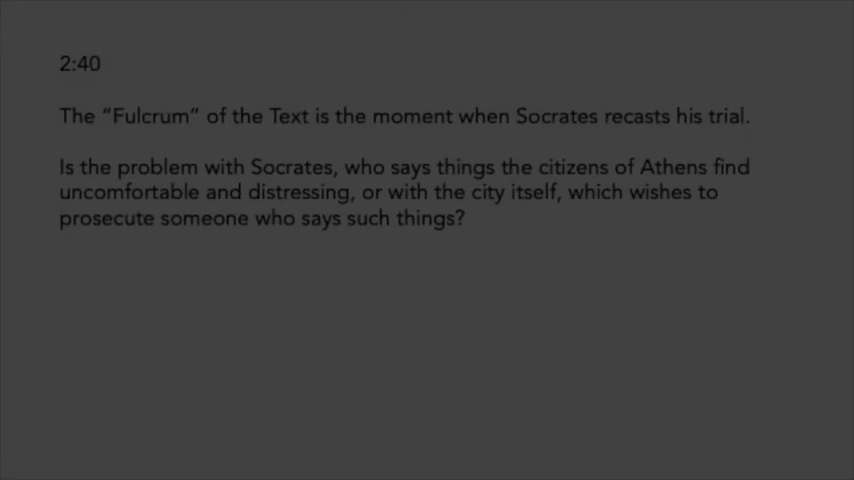 2:40
The “Fulcrum” of the Text is the moment when Socrates recasts his trial.
Is the problem with Socrates, who says things the citizens of Athens find
uncomfortable and distressing, or with the city itself, which wishes to
prosecute someone who says such things?